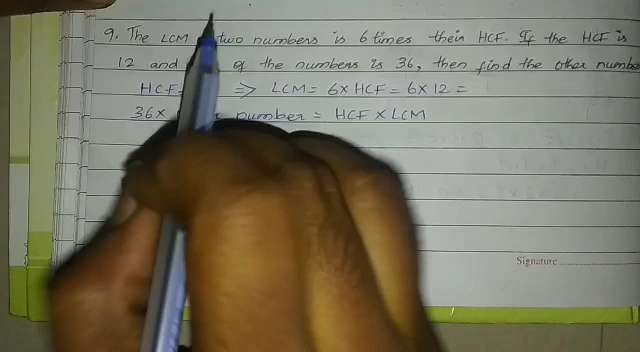 9. The LCM two numbers is 6 times their HCF. If the HCF is
12 and of the numbers is 36, then find the other numbe
HCF = ⇒ LCM = 6 x HCF = 6 x 12 =
36 x number = HCF x LCM
Signature